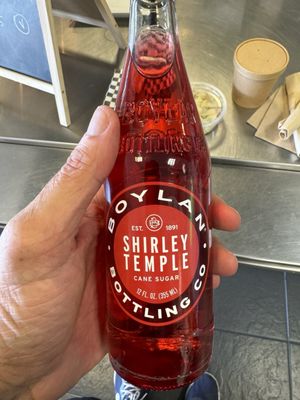 BOYLAN
EST. 1891
SHIRLEY
TEMPLE
CANE SUGAR
12 FL. OZ. (355 ML)
BOTTLING CO.